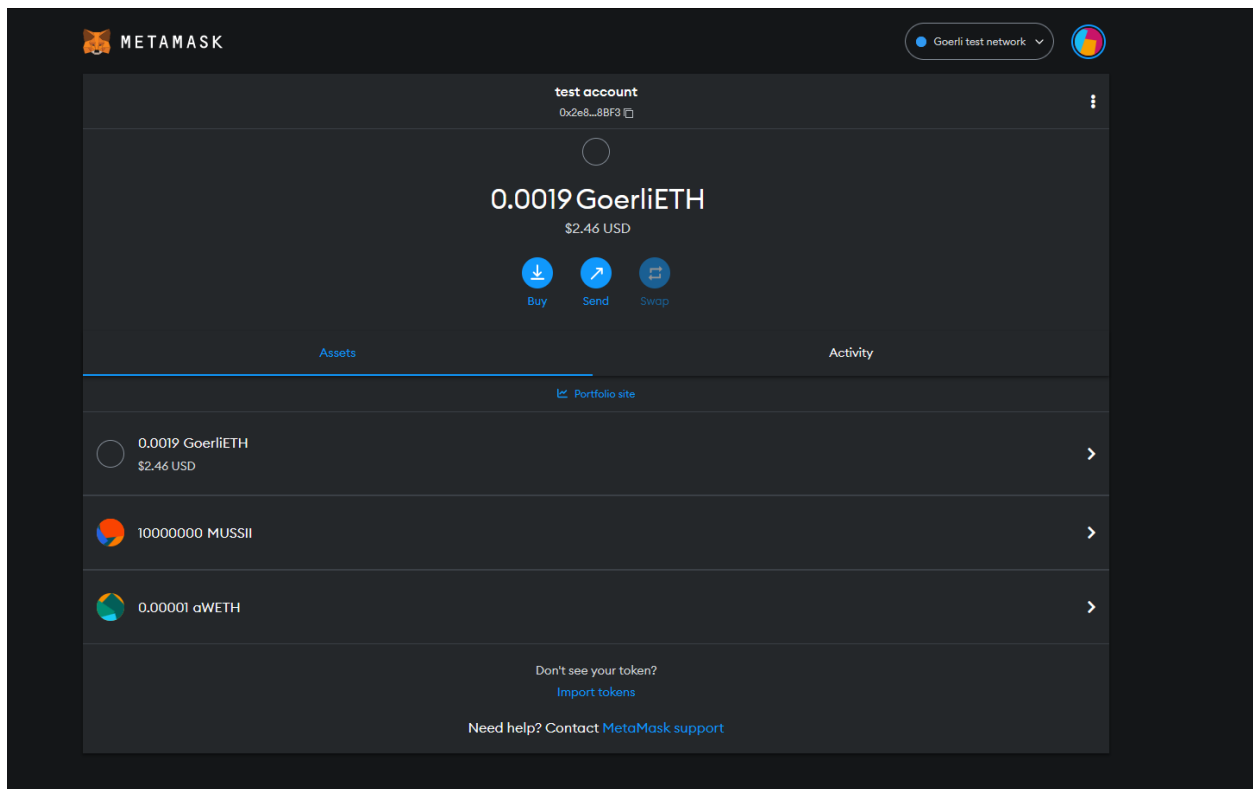 METAMASK
Goerli test network
test account
0x2e8...8BF3
0.0019 GoerliETH
$2.46 USD
Buy
Send
Swap
Assets
Activity
Portfolio site
0.0019 GoerliETH
$2.46 USD
10000000 MUSSII
0.00001 aWETH
Don't see your token?
Import tokens
Need help? Contact MetaMask support